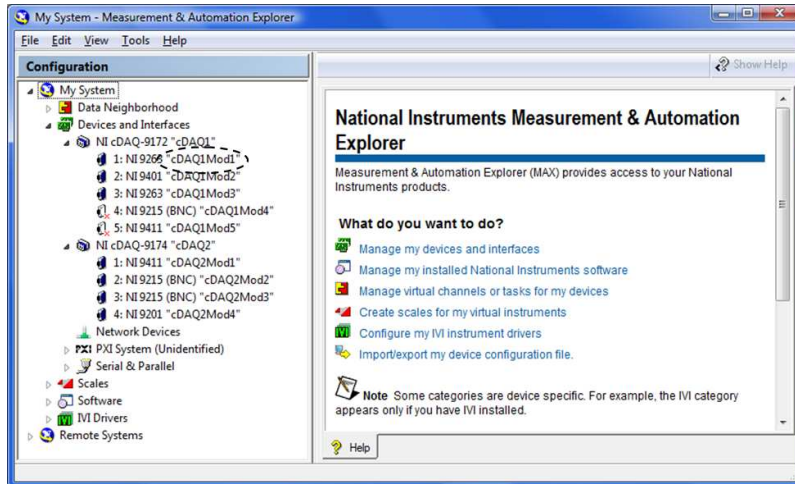 My System - Measurement & Automation Explorer
File Edit View Tools Help
Configuration
Show Help
My System
Data Neighborhood
Devices and Interfaces
NI cDAQ-9172 "cDAQ1"
1: NI 9263 "cDAQ1Mod1"
2: NI 9401 "cDAQ1Mod2"
3: NI 9263 "cDAQ1Mod3"
4: NI 9215 (BNC) "cDAQ1Mod4"
5: NI 9411 "cDAQ1Mod5"
NI cDAQ-9174 "cDAQ2"
1: NI 9411 "cDAQ2Mod1"
2: NI 9215 (BNC) "cDAQ2Mod2"
3: NI 9215 (BNC) "cDAQ2Mod3"
4: NI 9201 "cDAQ2Mod4"
Network Devices
PXI PXI System (Unidentified)
Serial & Parallel
Scales
Software
IVI Drivers
Remote Systems
National Instruments Measurement & Automation
Explorer
Measurement & Automation Explorer (MAX) provides access to your National
Instruments products.
What do you want to do?
Manage my devices and interfaces
Manage my installed National Instruments software
Manage virtual channels or tasks for my devices
Create scales for my virtual instruments
Configure my IVI instrument drivers
Import/export my device configuration file.
Note Some categories are device specific. For example, the IVI category
appears only if you have IVI installed.
Help